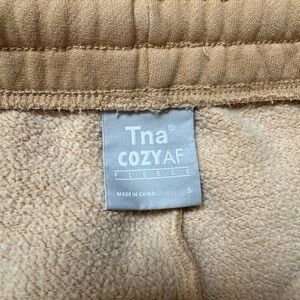 Tna®
COZYAF
FLEECE
MADE IN CHINA
S